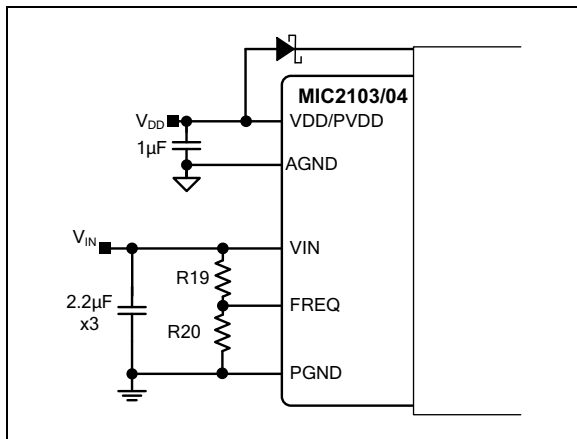 MIC2103/04
VDD
VDD/PVDD
1µF
AGND
VIN
VIN
R19
2.2µF
x3
FREQ
R20
PGND